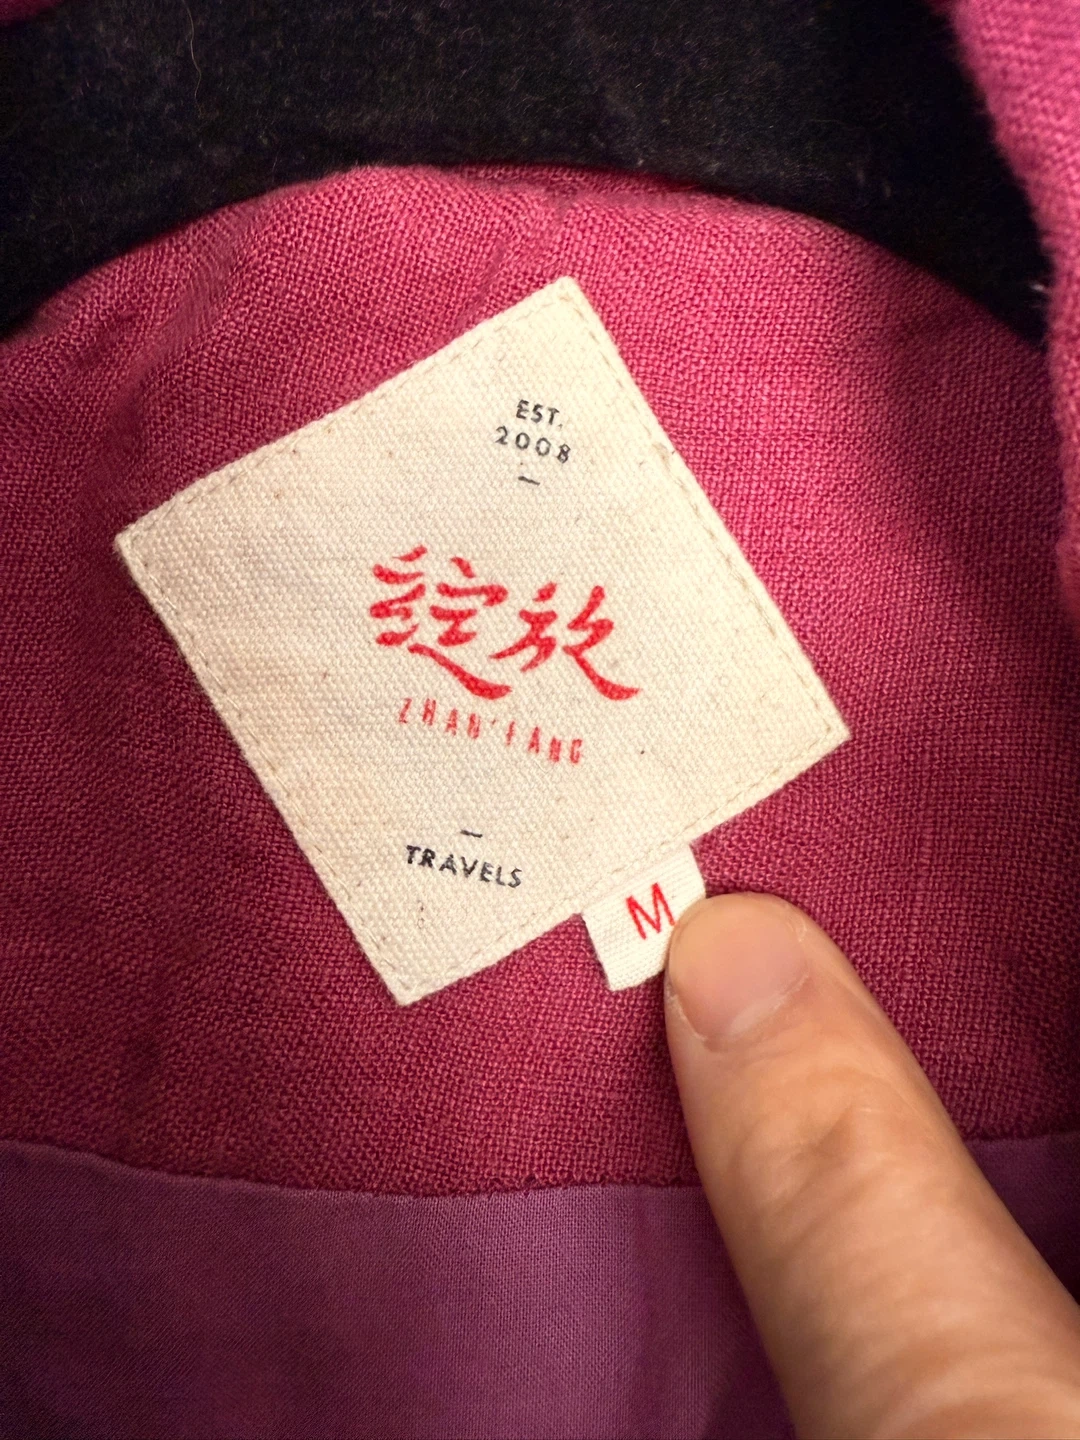 EST.
2008
绽放
ZHAN'FANG
TRAVELS
M